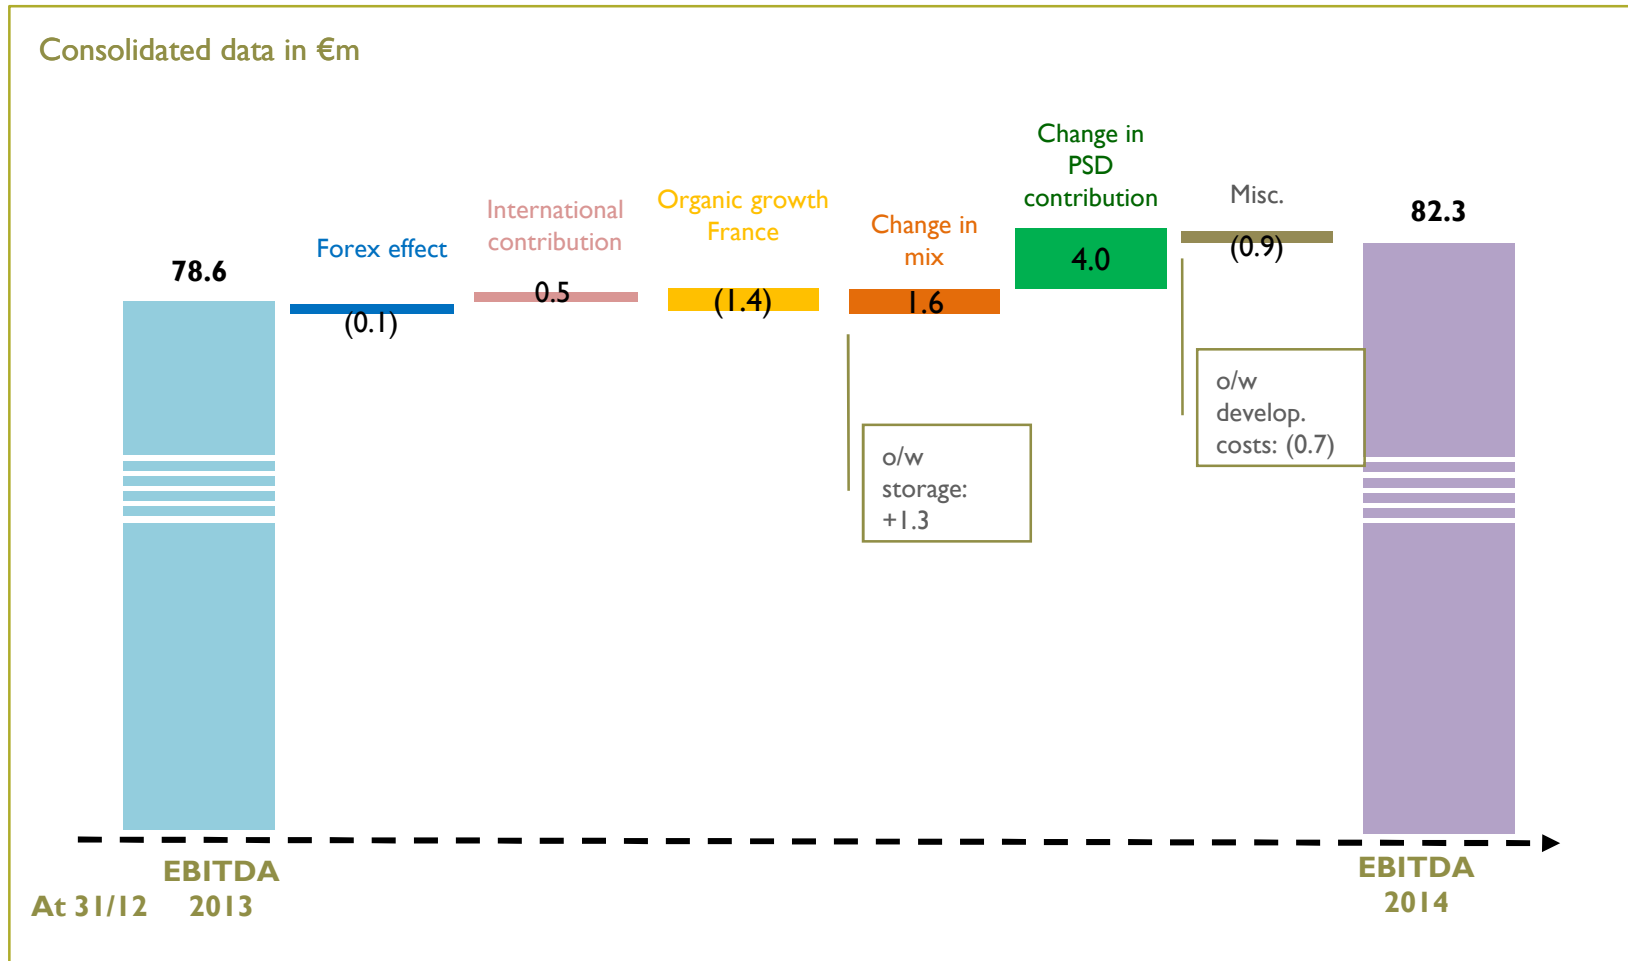 Consolidated data in €m
78.6
Forex effect
(0.1)
International
contribution
0.5
Organic growth
France
(1.4)
Change in
mix
1.6
o/w
storage:
+1.3
Change in
PSD
contribution
4.0
Misc.
(0.9)
o/w
develop.
costs: (0.7)
82.3
EBITDA
At 31/12 2013
EBITDA
2014